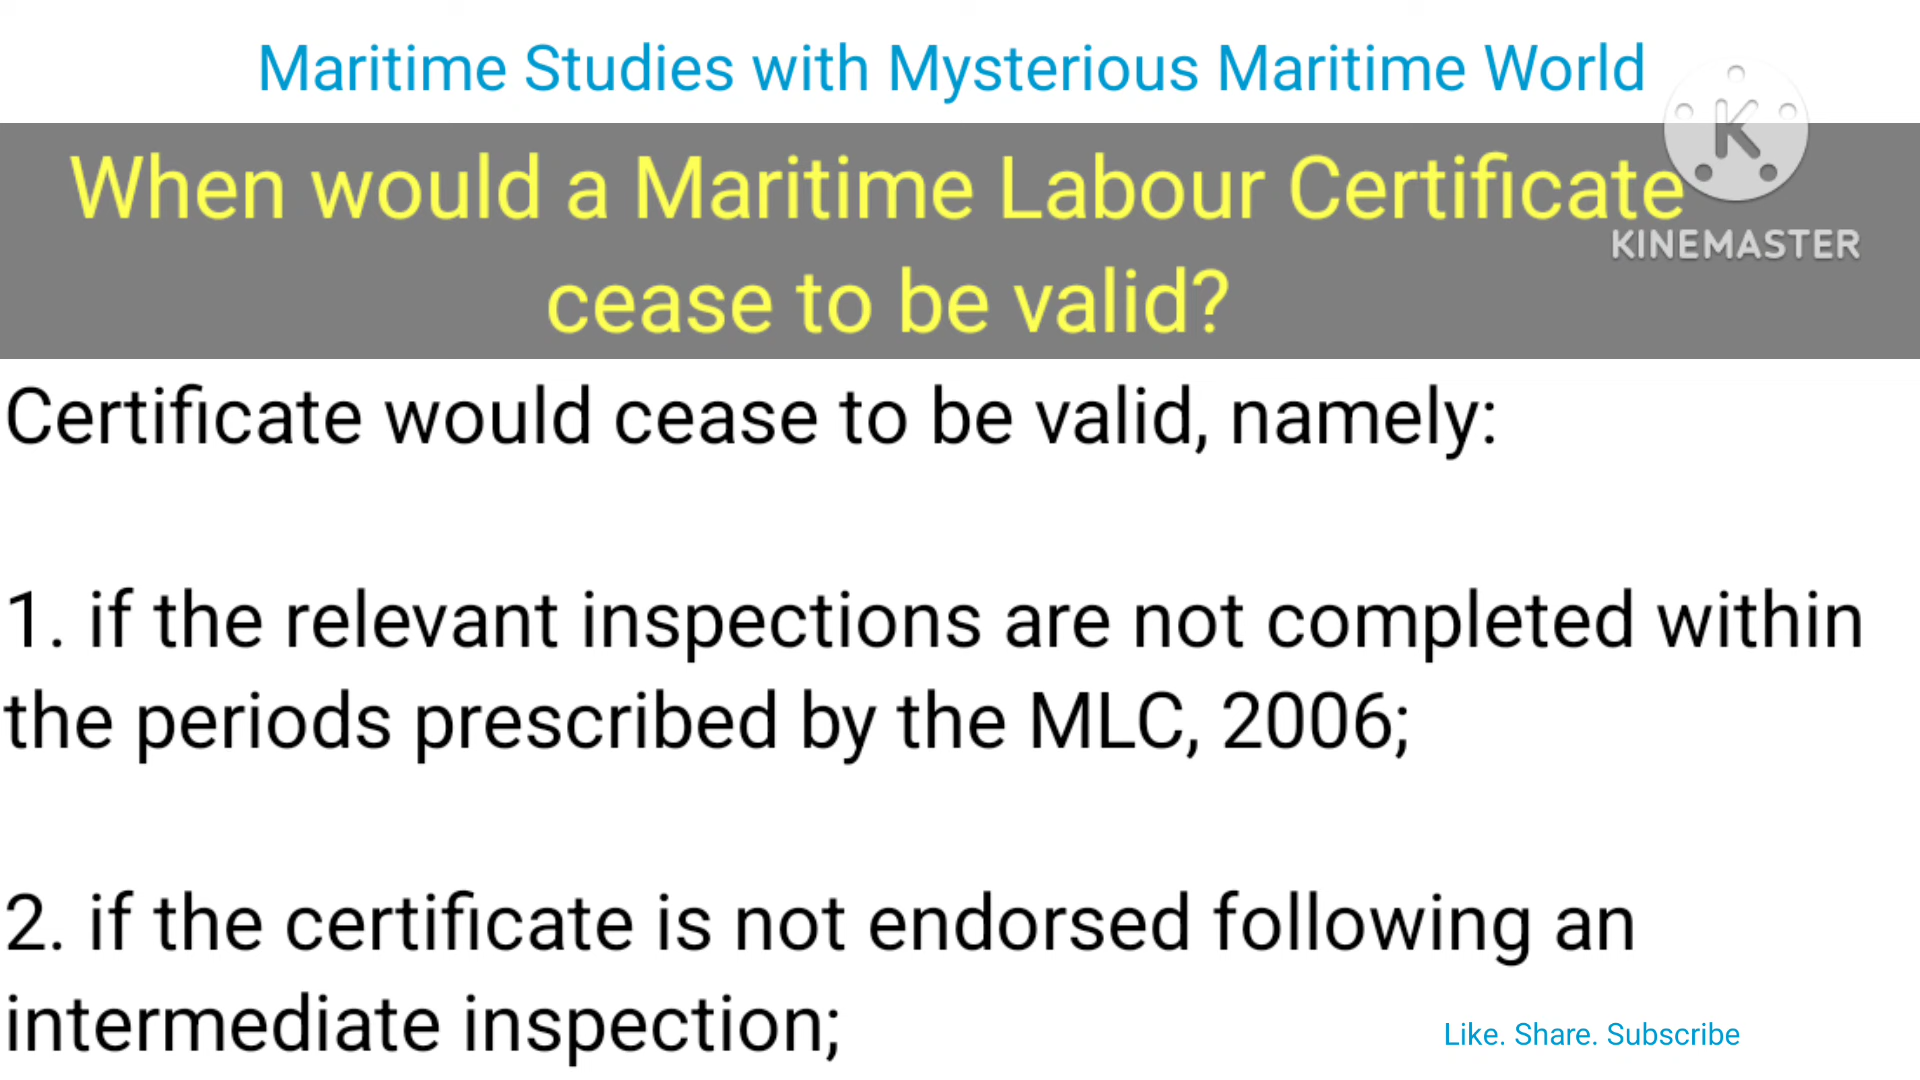 Maritime Studies with Mysterious Maritime World
K
When would a Maritime Labour Certificate
KINEMASTER
cease to be valid?
Certificate would cease to be valid, namely:
1. if the relevant inspections are not completed within
the periods prescribed by the MLC, 2006;
2. if the certificate is not endorsed following an
intermediate inspection;
Like. Share. Subscribe